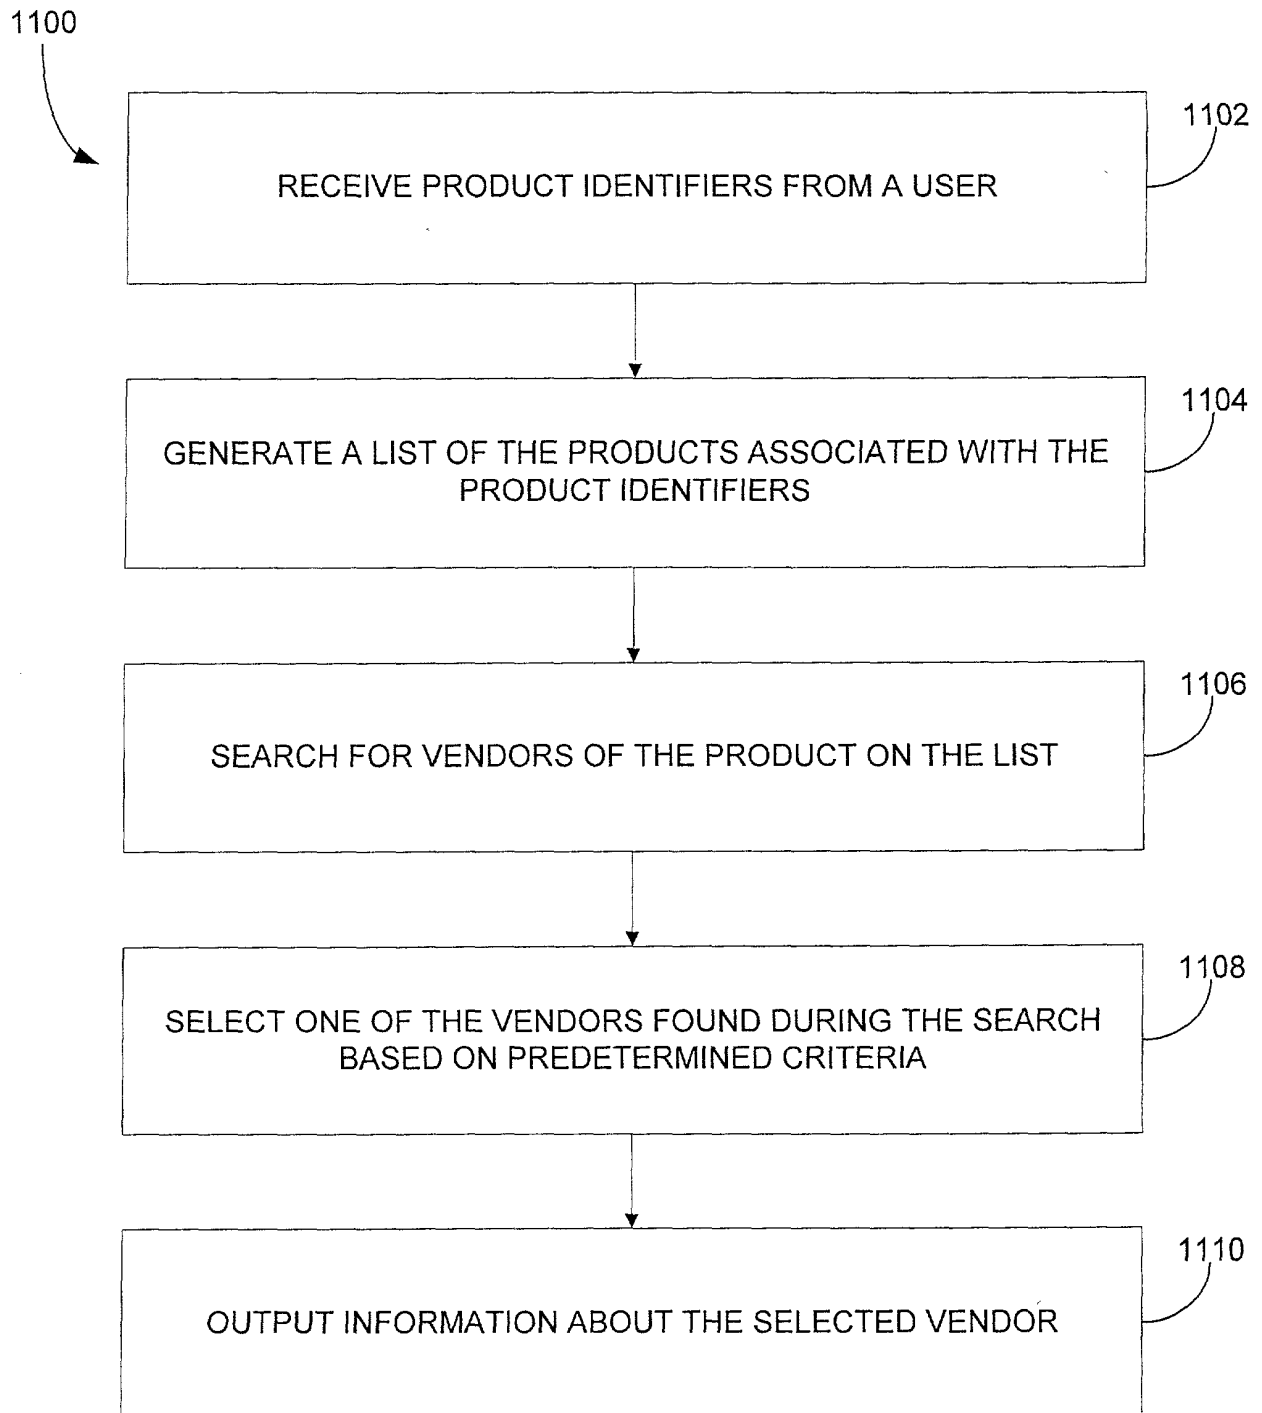 1100
1102
RECEIVE PRODUCT IDENTIFIERS FROM A USER
1104
GENERATE A LIST OF THE PRODUCTS ASSOCIATED WITH THE
PRODUCT IDENTIFIERS
1106
SEARCH FOR VENDORS OF THE PRODUCT ON THE LIST
1108
SELECT ONE OF THE VENDORS FOUND DURING THE SEARCH
BASED ON PREDETERMINED CRITERIA
1110
OUTPUT INFORMATION ABOUT THE SELECTED VENDOR